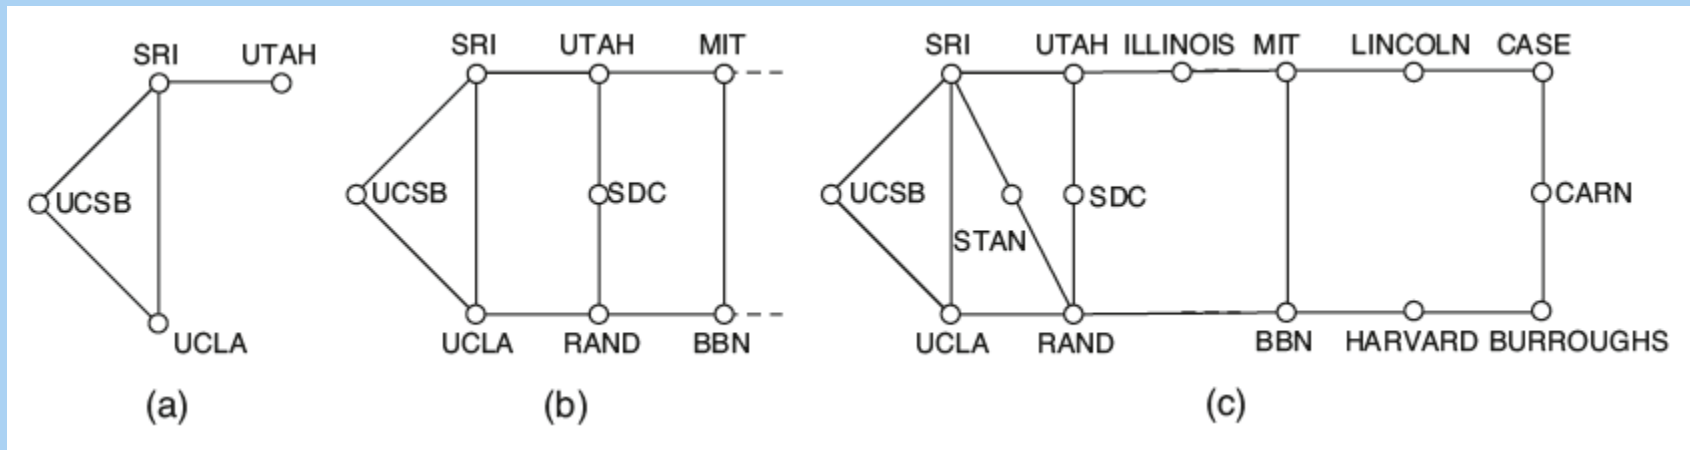 SRI UTAH
UCSB
UCLA
(a)
SRI UTAH MIT
UCSB SDC
UCLA RAND BBN
(b)
SRI UTAH ILLINOIS MIT LINCOLN CASE
UCSB SDC CARN
STAN
UCLA RAND BBN HARVARD BURROUGHS
(c)